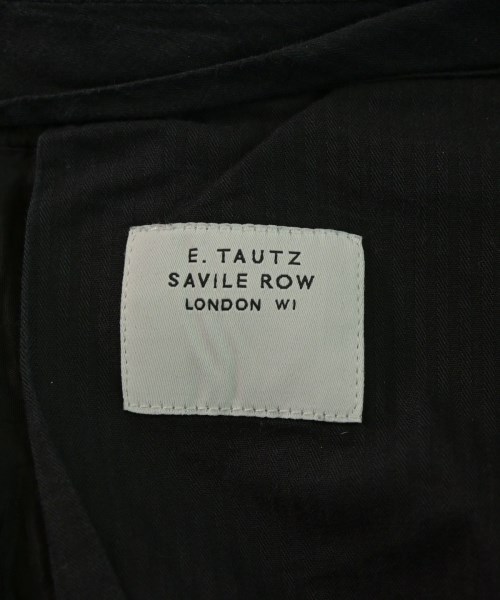 E. TAUTZ
SAVILE ROW
LONDON W1